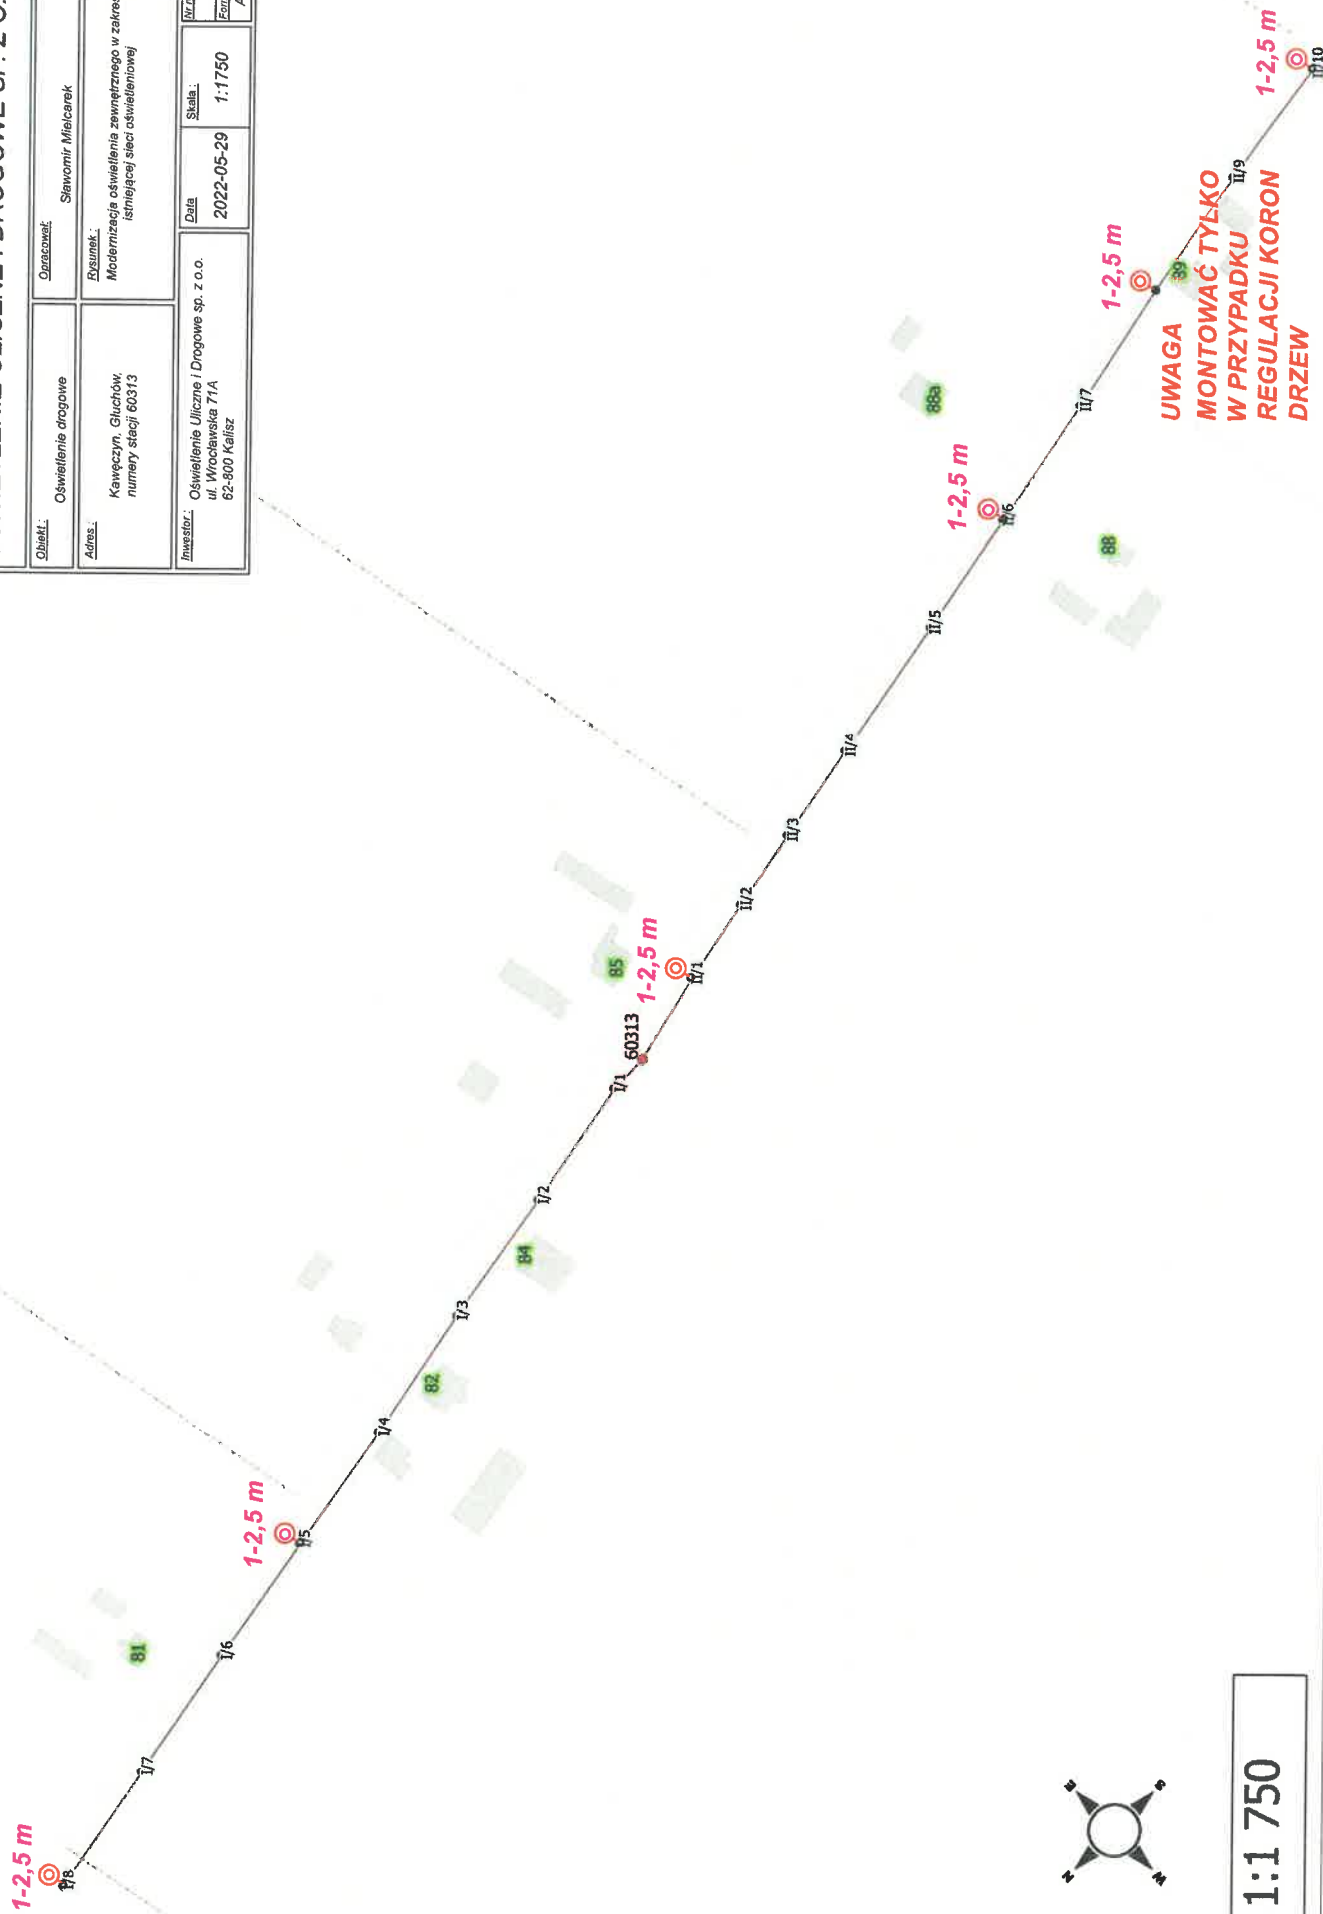 Obiekt:
Oświetlenie drogowe
Opracował:
Sławomir Mielcarek
Adres:
Kawęczyn, Głuchów,
numery stacji 60313
Rysunek:
Modernizacja oświetlenia zewnętrznego w
istniejącej sieci oświetleniowej
Inwestor:
Oświetlenie Uliczne i Drogowe sp. z o.o.
ul. Wrocławska 71A
62-800 Kalisz
Data
2022-05-29
Skala:
1:1750
1-2,5 m
I/8
I/7
81
I/6
1-2,5 m
I/5
I/4
82
I/3
84
I/2
I/1
60313
85
1-2,5 m
II/1
II/2
II/3
II/4
II/5
1-2,5 m
II/6
88
88a
II/7
1-2,5 m
89
II/9
1-2,5 m
II/10
UWAGA
MONTOWAĆ TYLKO
W PRZYPADKU
REGULACJI KORON
DRZEW
N
E
S
W
1:1 750